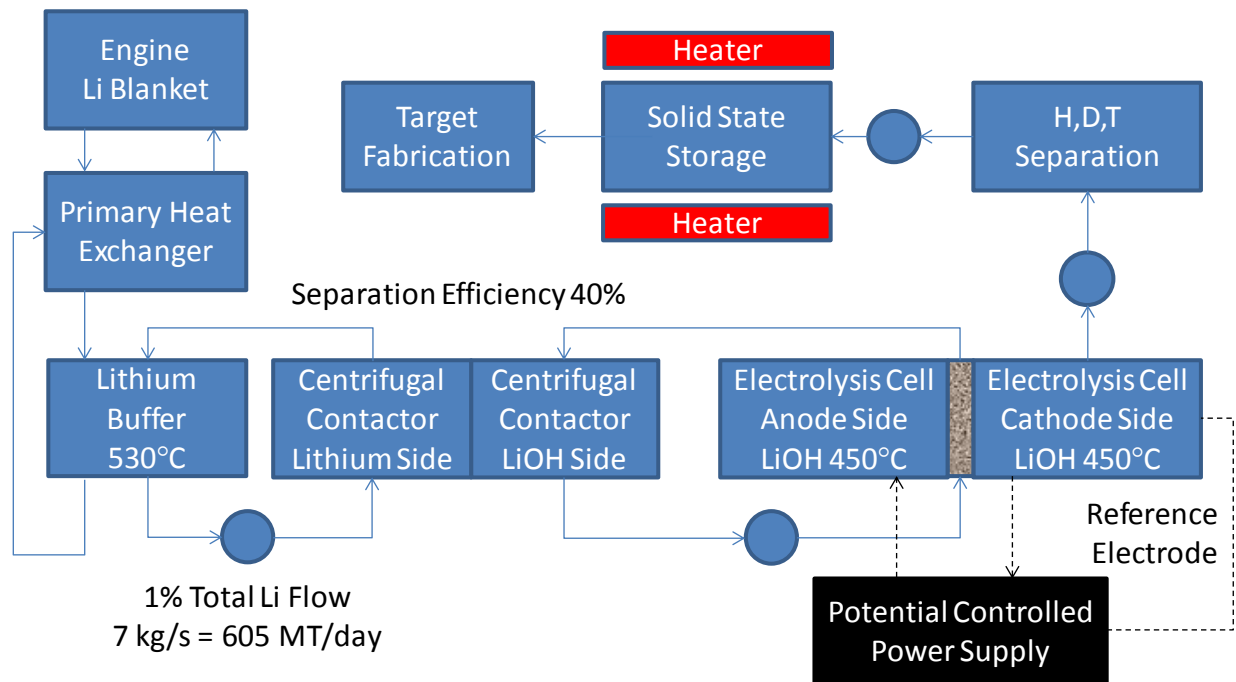 Engine
Li Blanket
Heater
Target
Fabrication
Solid State
Storage
H,D,T
Separation
Primary Heat
Exchanger
Heater
Separation Efficiency 40%
Lithium
Buffer
530°C
Centrifugal
Contactor
Lithium Side
Centrifugal
Contactor
LiOH Side
Electrolysis Cell
Anode Side
LiOH 450°C
Electrolysis Cell
Cathode Side
LiOH 450°C
Reference
Electrode
1% Total Li Flow
7 kg/s = 605 MT/day
Potential Controlled
Power Supply